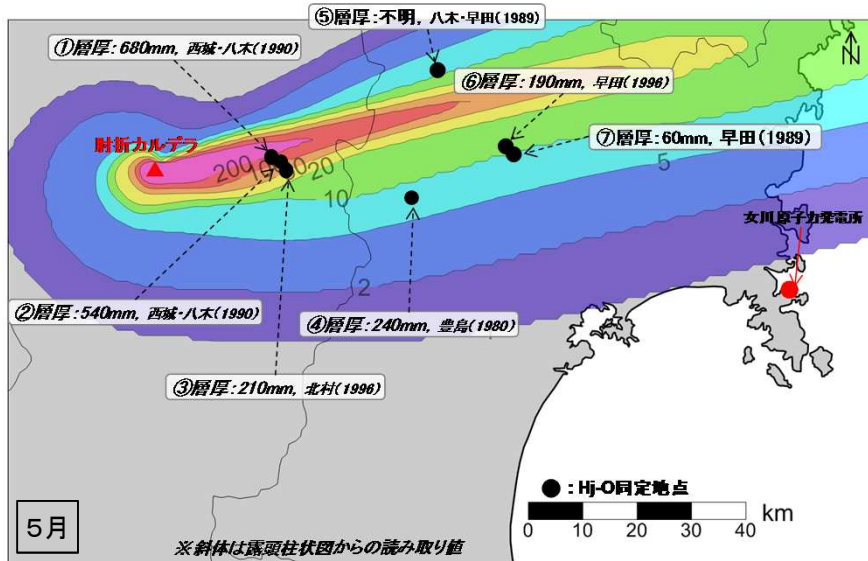 ⑤層厚:不明, 八木・早田(1989)
①層厚:680mm, 西城・八木(1990)
⑥層厚:190mm, 早田(1996)
N
肘折カルデラ
⑦層厚:60mm, 早田(1989)
200
20
10
5
女川原子力発電所
2
②層厚:540mm, 西城・八木(1990)
④層厚:240mm, 豊島(1980)
③層厚:210mm, 北村(1996)
●:Hj-O同定地点
km
0 10 20 30 40
5月
※斜体は露頭柱状図からの読み取り値